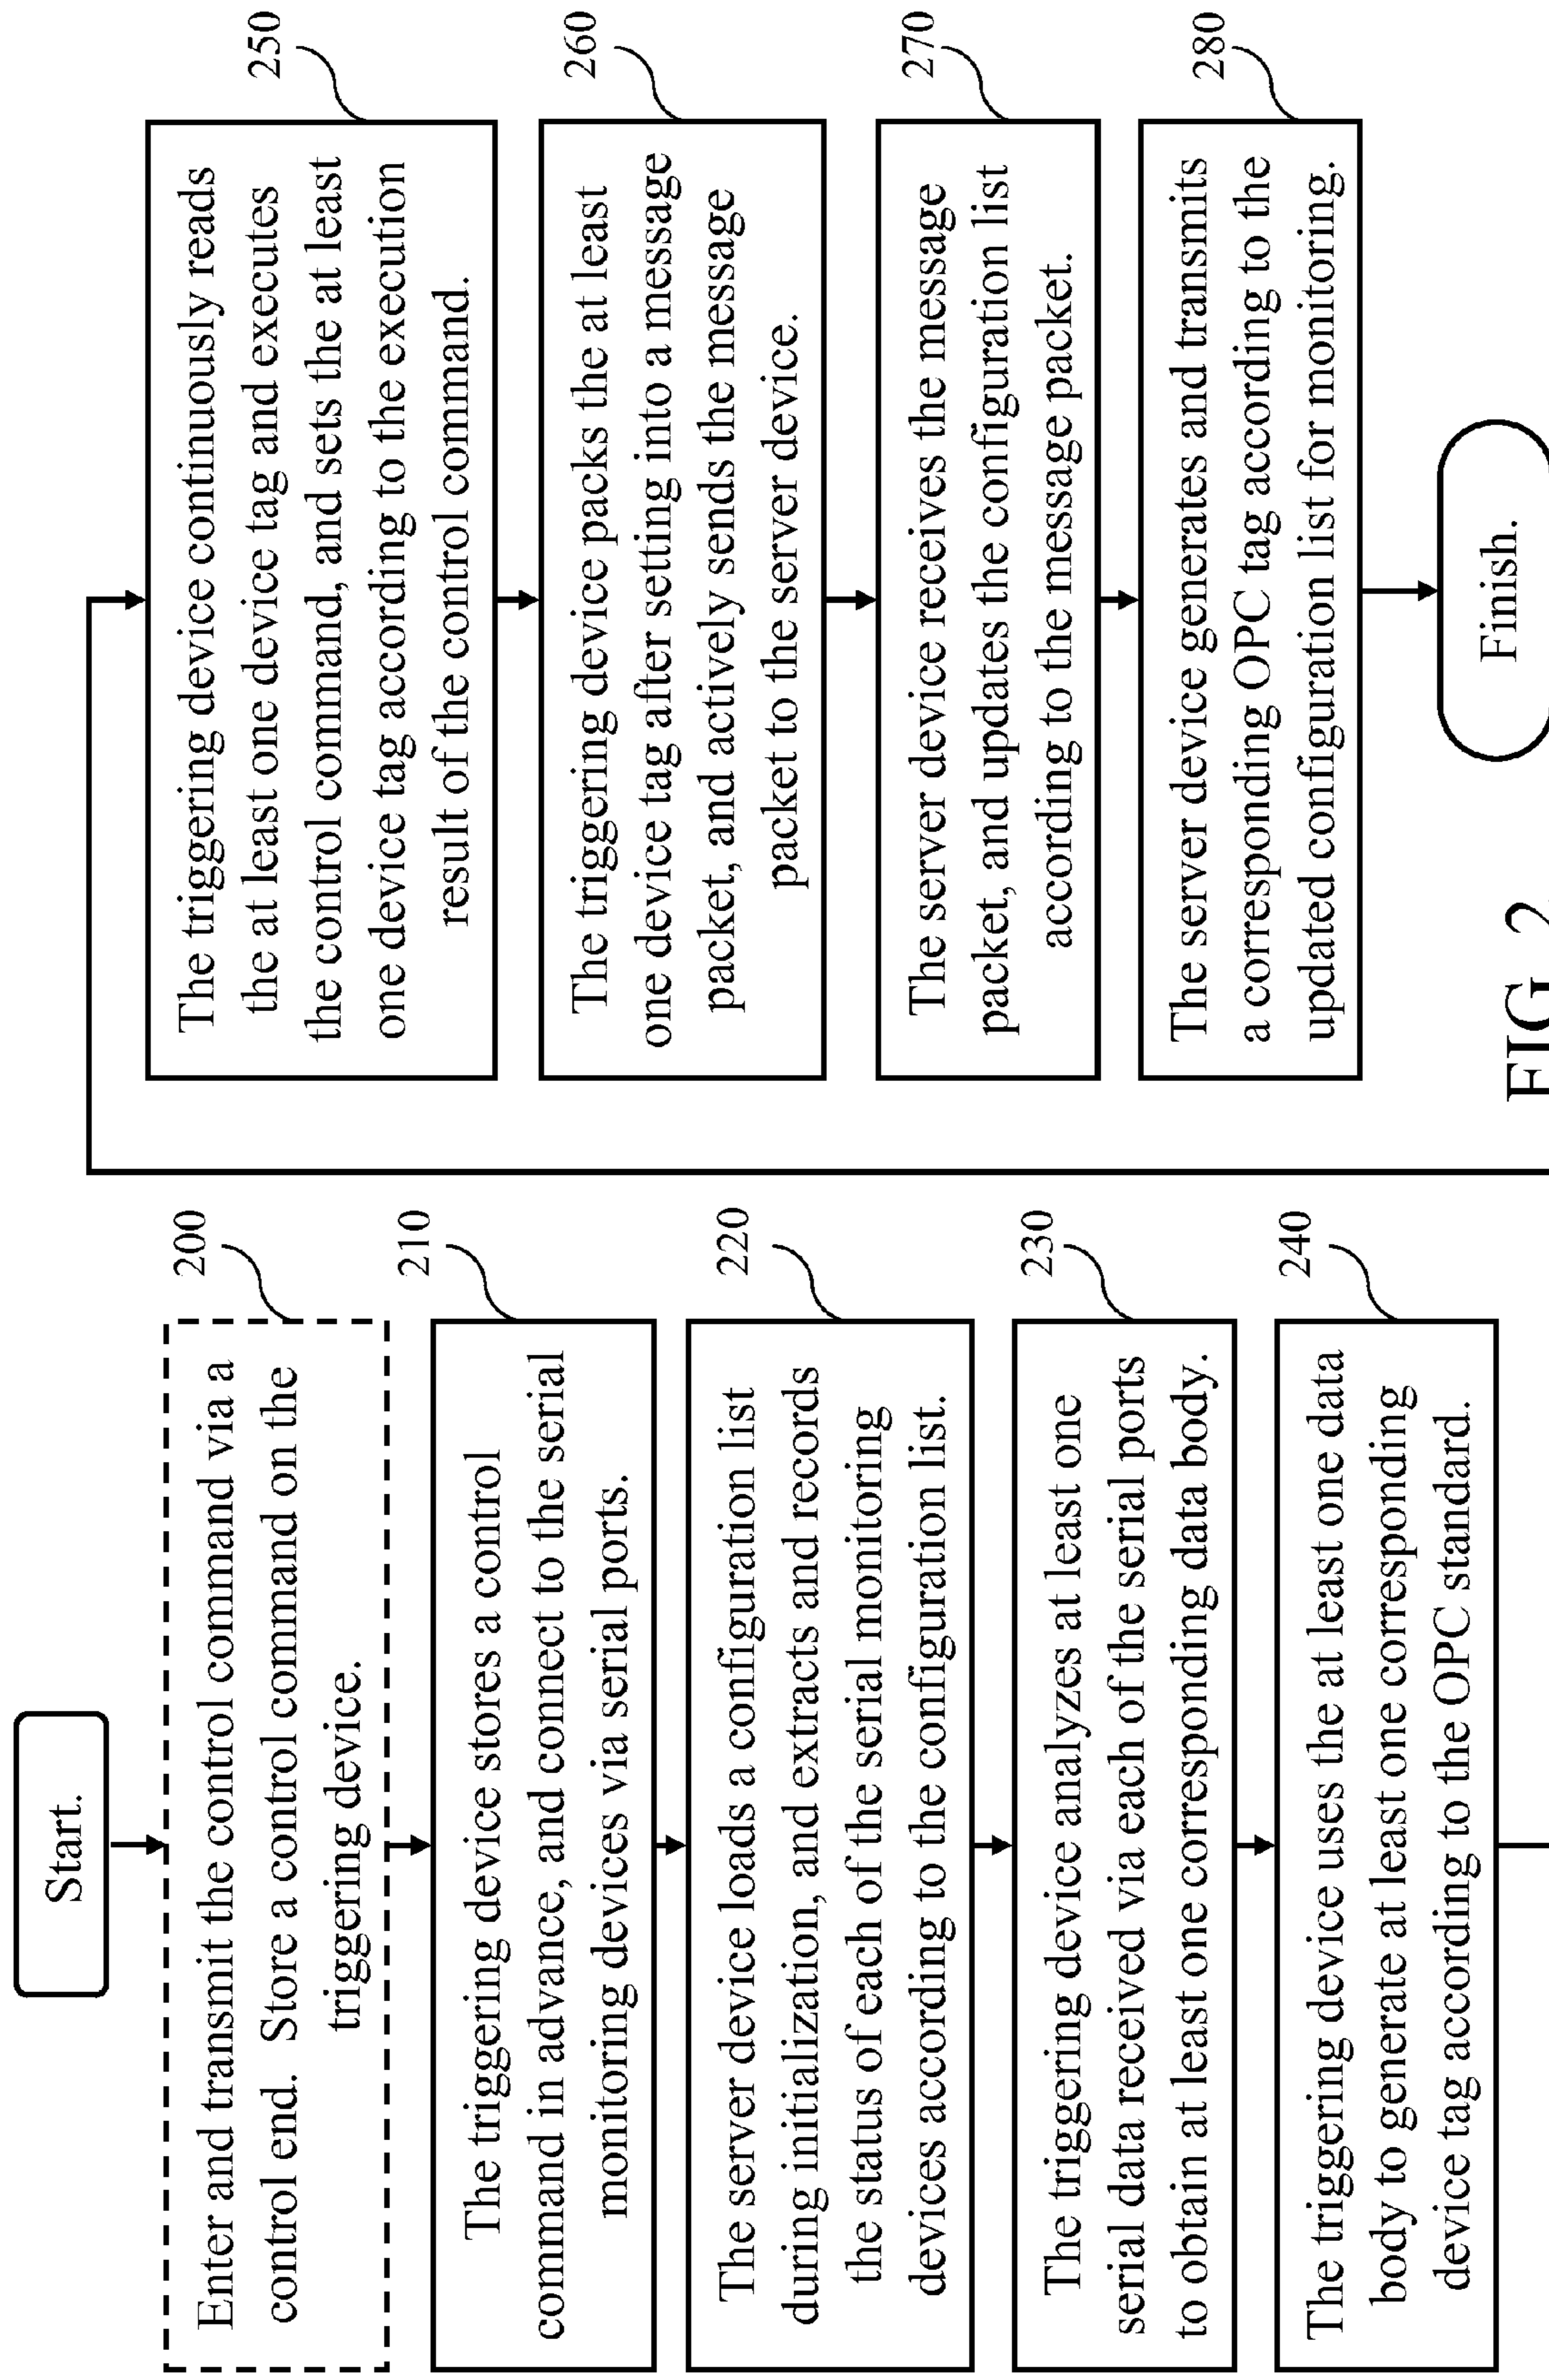 Start.
Enter and transmit the control command via a
control end.  Store a control command on the
triggering device.
200
The triggering device stores a control
command in advance, and connect to the serial
monitoring devices via serial ports.
210
The server device loads a configuration list
during initialization, and extracts and records
the status of each of the serial monitoring
devices according to the configuration list.
220
The triggering device analyzes at least one
serial data received via each of the serial ports
to obtain at least one corresponding data body.
230
The triggering device uses the at least one data
body to generate at least one corresponding
device tag according to the OPC standard.
240
The triggering device continuously reads
the at least one device tag and executes
the control command, and sets the at least
one device tag according to the execution
result of the control command.
250
The triggering device packs the at least
one device tag after setting into a message
packet, and actively sends the message
packet to the server device.
260
The server device receives the message
packet, and updates the configuration list
according to the message packet.
270
The server device generates and transmits
a corresponding OPC tag according to the
updated configuration list for monitoring.
280
Finish.
FIG. 2